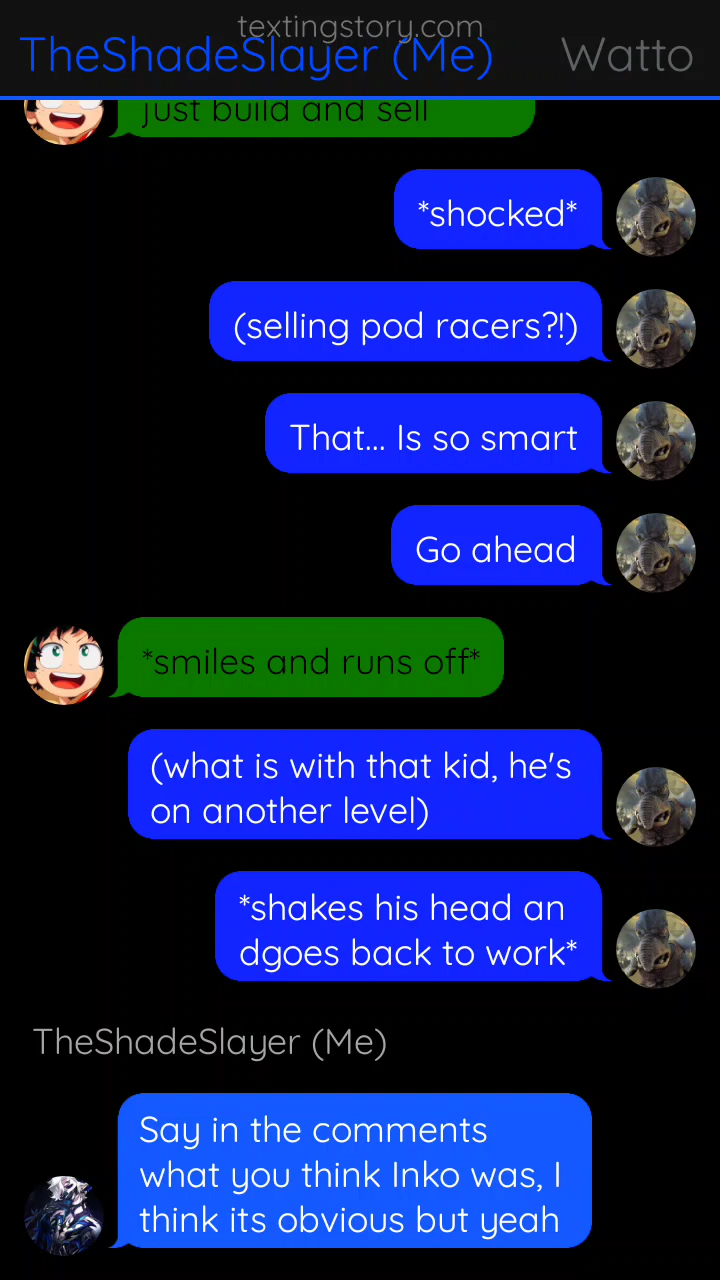 textingstory.com
TheShadeSlayer (Me)
Watto
just build and sell
*shocked*
(selling pod racers?!)
That... Is so smart
Go ahead
*smiles and runs off*
(what is with that kid, he's
on another level)
*shakes his head an
dgoes back to work*
TheShadeSlayer (Me)
Say in the comments
what you think Inko was, I
think its obvious but yeah